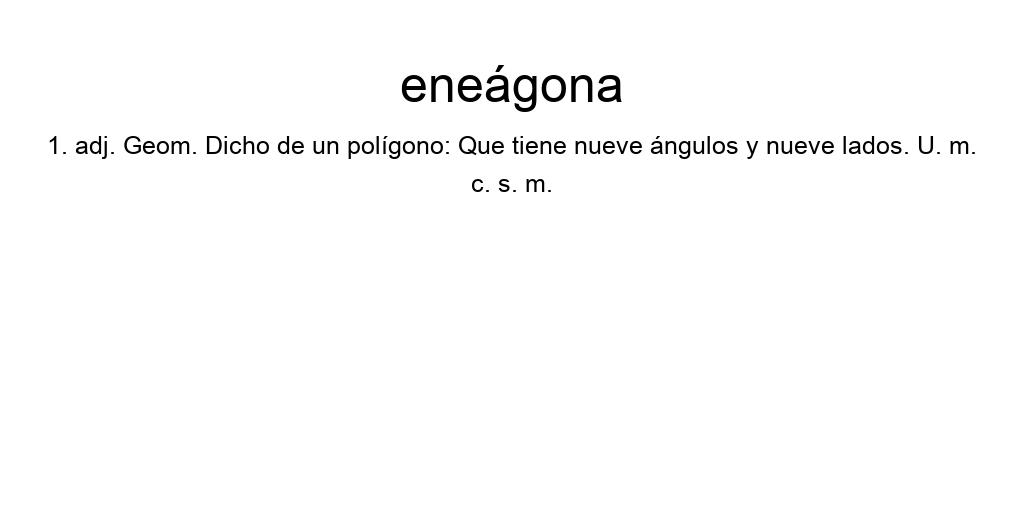 eneágona
1. adj. Geom. Dicho de un polígono: Que tiene nueve ángulos y nueve lados. U. m.
c. s. m.